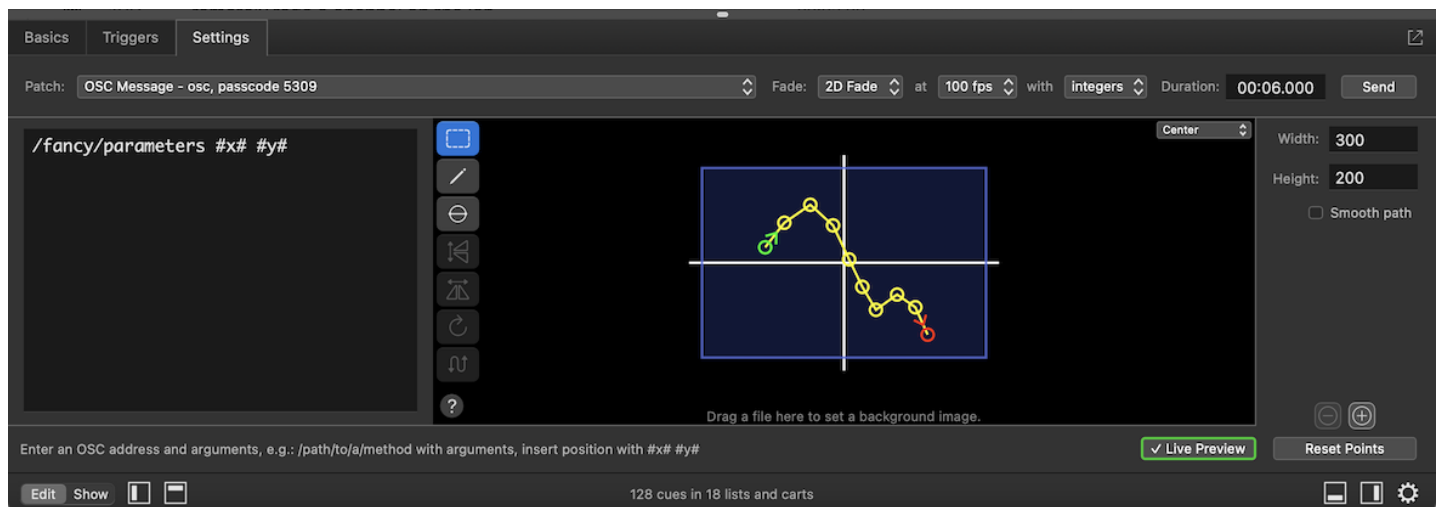 Basics Triggers Settings
Patch: OSC Message - osc, passcode 5309 Fade: 2D Fade at 100 fps with integers Duration: 00:06.000 Send
/fancy/parameters #x# #y#
Center
Width: 300
Height: 200
Smooth path
?
Drag a file here to set a background image.
Enter an OSC address and arguments, e.g.: /path/to/a/method with arguments, insert position with #x# #y# ✓ Live Preview Reset Points
Edit Show 128 cues in 18 lists and carts